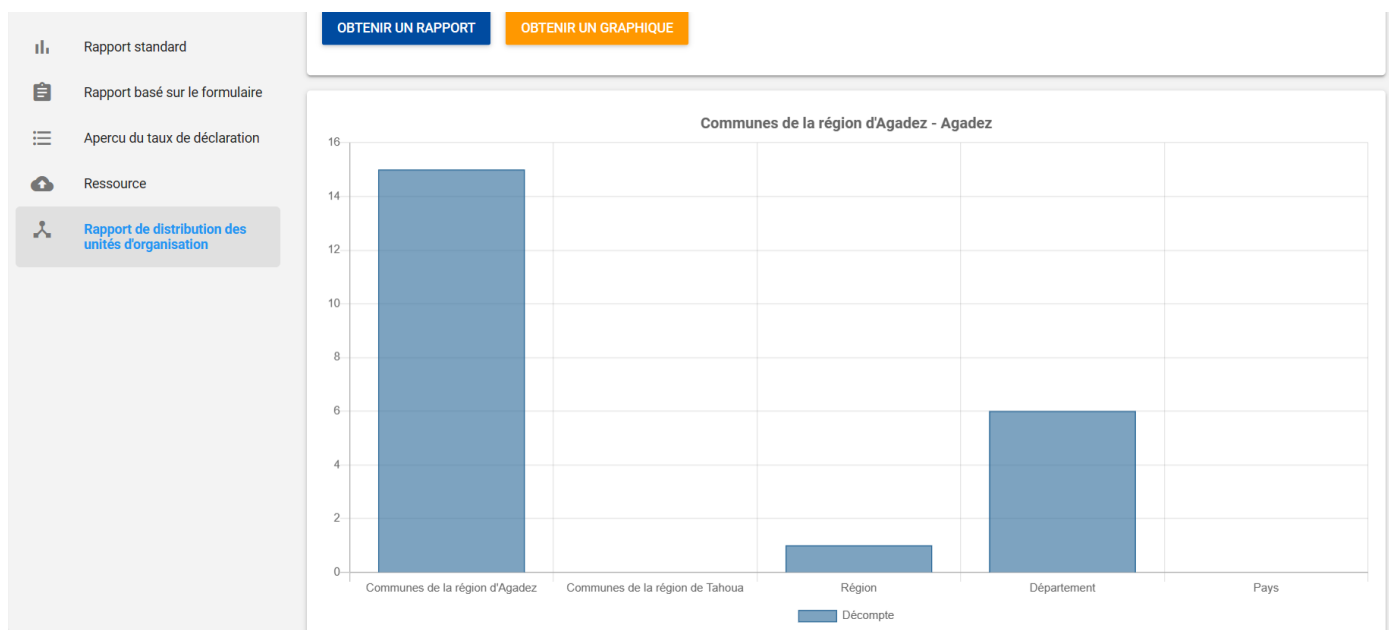 OBTENIR UN RAPPORT
OBTENIR UN GRAPHIQUE
Rapport standard
Rapport basé sur le formulaire
Apercu du taux de déclaration
Ressource
Rapport de distribution des
unités d'organisation
Communes de la région d'Agadez - Agadez
16
14
12
10
8
6
4
2
0
Communes de la région d'Agadez
Communes de la région de Tahoua
Région
Département
Pays
Décompte